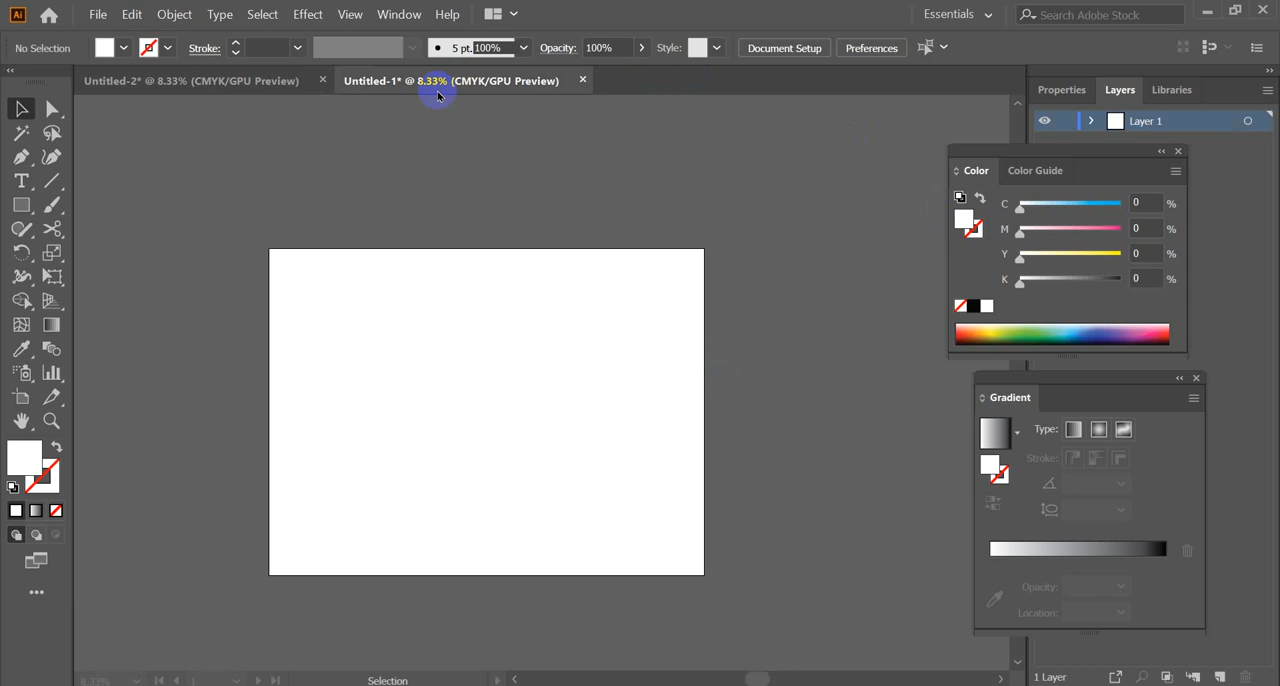 Ai File Edit Object Type Select Effect View Window Help Essentials Search Adobe Stock
No Selection Stroke: 5 pt. 100% Opacity: 100% Style: Document Setup Preferences
Untitled-2* @ 8.33% (CMYK/GPU Preview) Untitled-1* @ 8.33% (CMYK/GPU Preview)
Properties Layers Libraries
Layer 1
Color Color Guide
C 0 %
M 0 %
Y 0 %
K 0 %
Gradient
Type:
Stroke:
Opacity:
Location:
8.33% 1 Selection
1 Layer